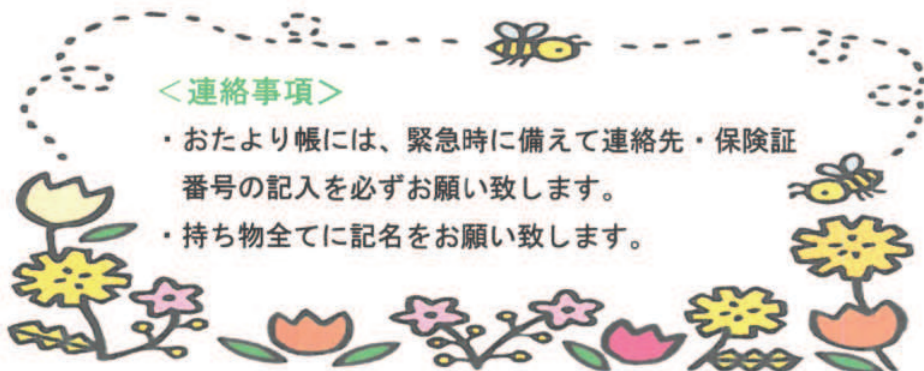 ＜連絡事項＞
・おたより帳には、緊急時に備えて連絡先・保険証
番号の記入を必ずお願い致します。
・持ち物全てに記名をお願い致します。